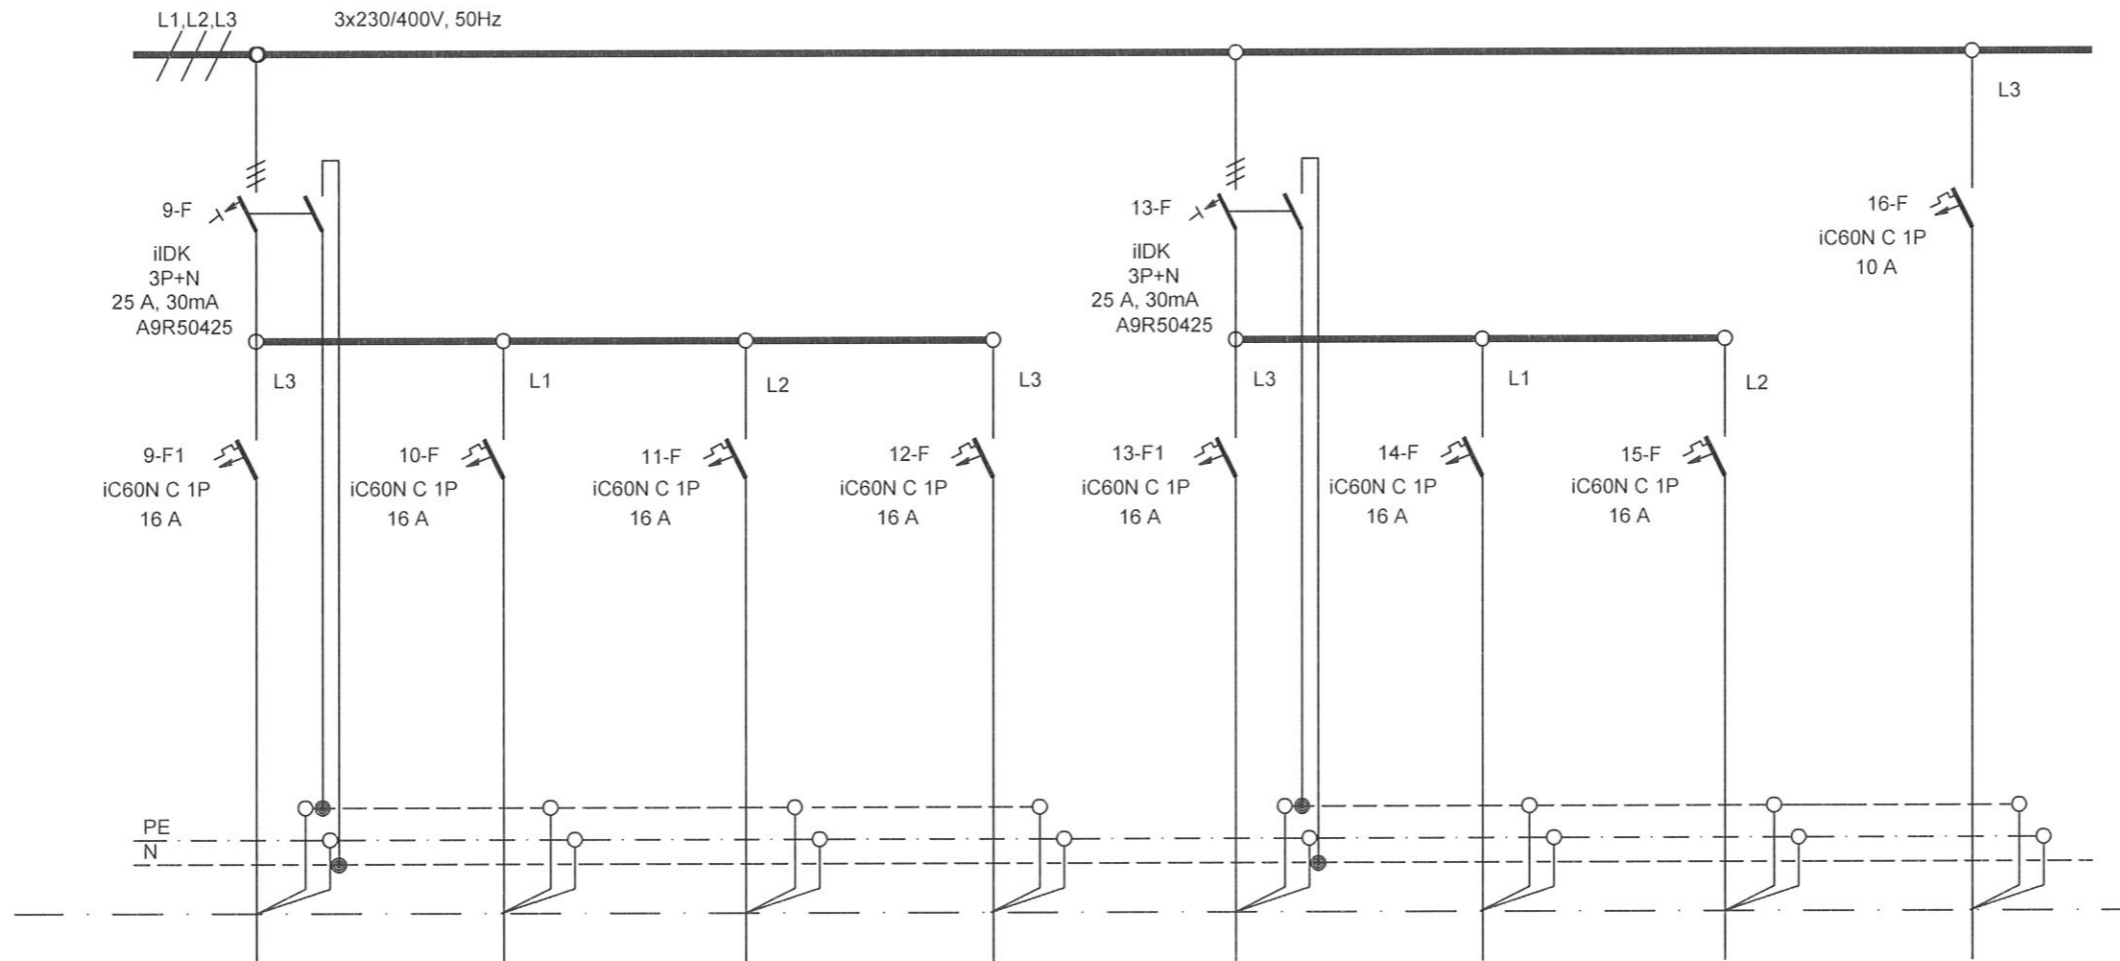 L1,L2,L3
3x230/400V, 50Hz
L3
9-F
iIDK
3P+N
25 A, 30mA
A9R50425
13-F
iIDK
3P+N
25 A, 30mA
A9R50425
16-F
iC60N C 1P
10 A
L3
L1
L2
L3
L3
L1
L2
9-F1
iC60N C 1P
16 A
10-F
iC60N C 1P
16 A
11-F
iC60N C 1P
16 A
12-F
iC60N C 1P
16 A
13-F1
iC60N C 1P
16 A
14-F
iC60N C 1P
16 A
15-F
iC60N C 1P
16 A
PE
N